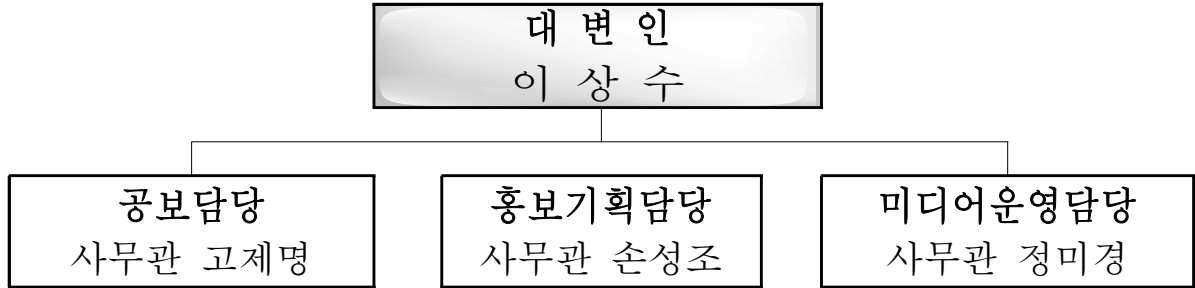 대 변 인
이 상 수
공보담당
사무관 고제명
홍보기획담당
사무관 손성조
미디어운영담당
사무관 정미경